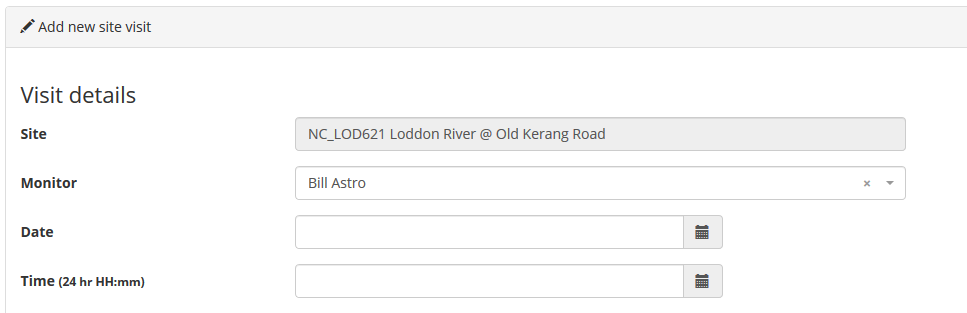 Add new site visit
Visit details
Site NC_LOD621 Loddon River @ Old Kerang Road
Monitor Bill Astro × 
Date
Time (24 hr HH:mm)